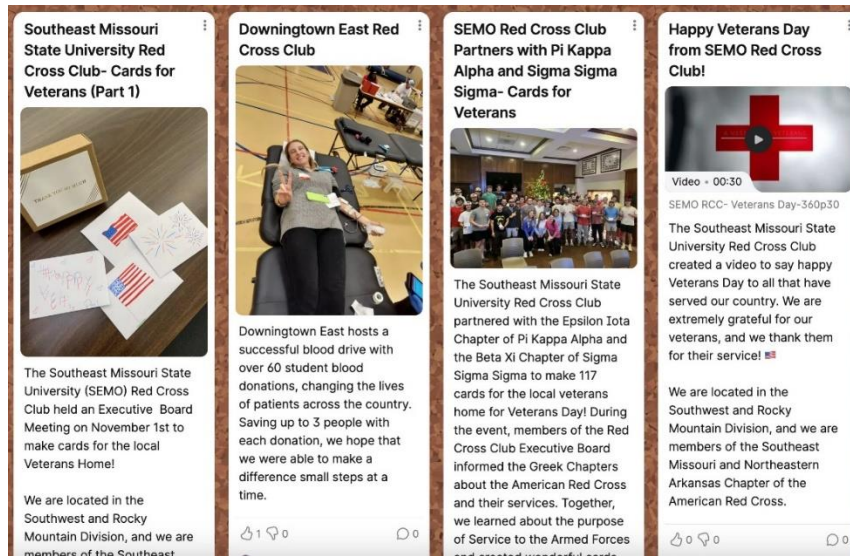 Southeast Missouri
State University Red
Cross Club- Cards for
Veterans (Part 1)
The Southeast Missouri State
University (SEMO) Red Cross
Club held an Executive Board
Meeting on November 1st to
make cards for the local
Veterans Home!
We are located in the
Southwest and Rocky
Mountain Division, and we are
members of the Southeast
Downingtown East Red
Cross Club
Downingtown East hosts a
successful blood drive with
over 60 student blood
donations, changing the lives
of patients across the country.
Saving up to 3 people with
each donation, we hope that
we were able to make a
difference small steps at a
time.
1 0 0
SEMO Red Cross Club
Partners with Pi Kappa
Alpha and Sigma Sigma
Sigma- Cards for
Veterans
The Southeast Missouri State
University Red Cross Club
partnered with the Epsilon Iota
Chapter of Pi Kappa Alpha and
the Beta Xi Chapter of Sigma
Sigma Sigma to make 117
cards for the local veterans
home for Veterans Day! During
the event, members of the Red
Cross Club Executive Board
informed the Greek Chapters
about the American Red Cross
and their services. Together,
we learned about the purpose
of Service to the Armed Forces
and created wonderful cards
Happy Veterans Day
from SEMO Red Cross
Club!
Video • 00:30
SEMO RCC- Veterans Day-360p30
The Southeast Missouri State
University Red Cross Club
created a video to say happy
Veterans Day to all that have
served our country. We are
extremely grateful for our
veterans, and we thank them
for their service! 🇺🇸
We are located in the
Southwest and Rocky
Mountain Division, and we are
members of the Southeast
Missouri and Northeastern
Arkansas Chapter of the
American Red Cross.
0 0 0